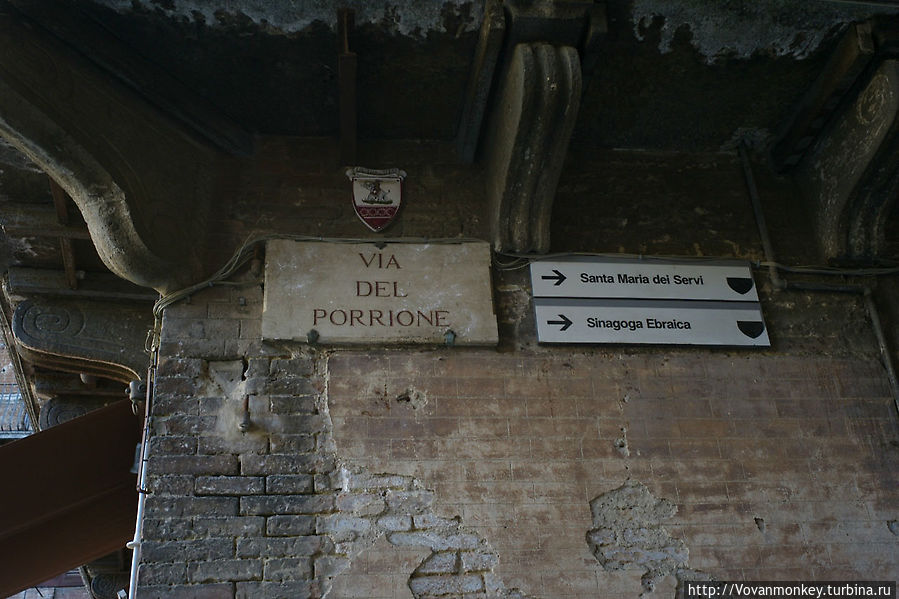 VIA
DEL
PORRIONE
Santa Maria dei Servi
Sinagoga Ebraica
http://Vovanmonkey.turbina.ru